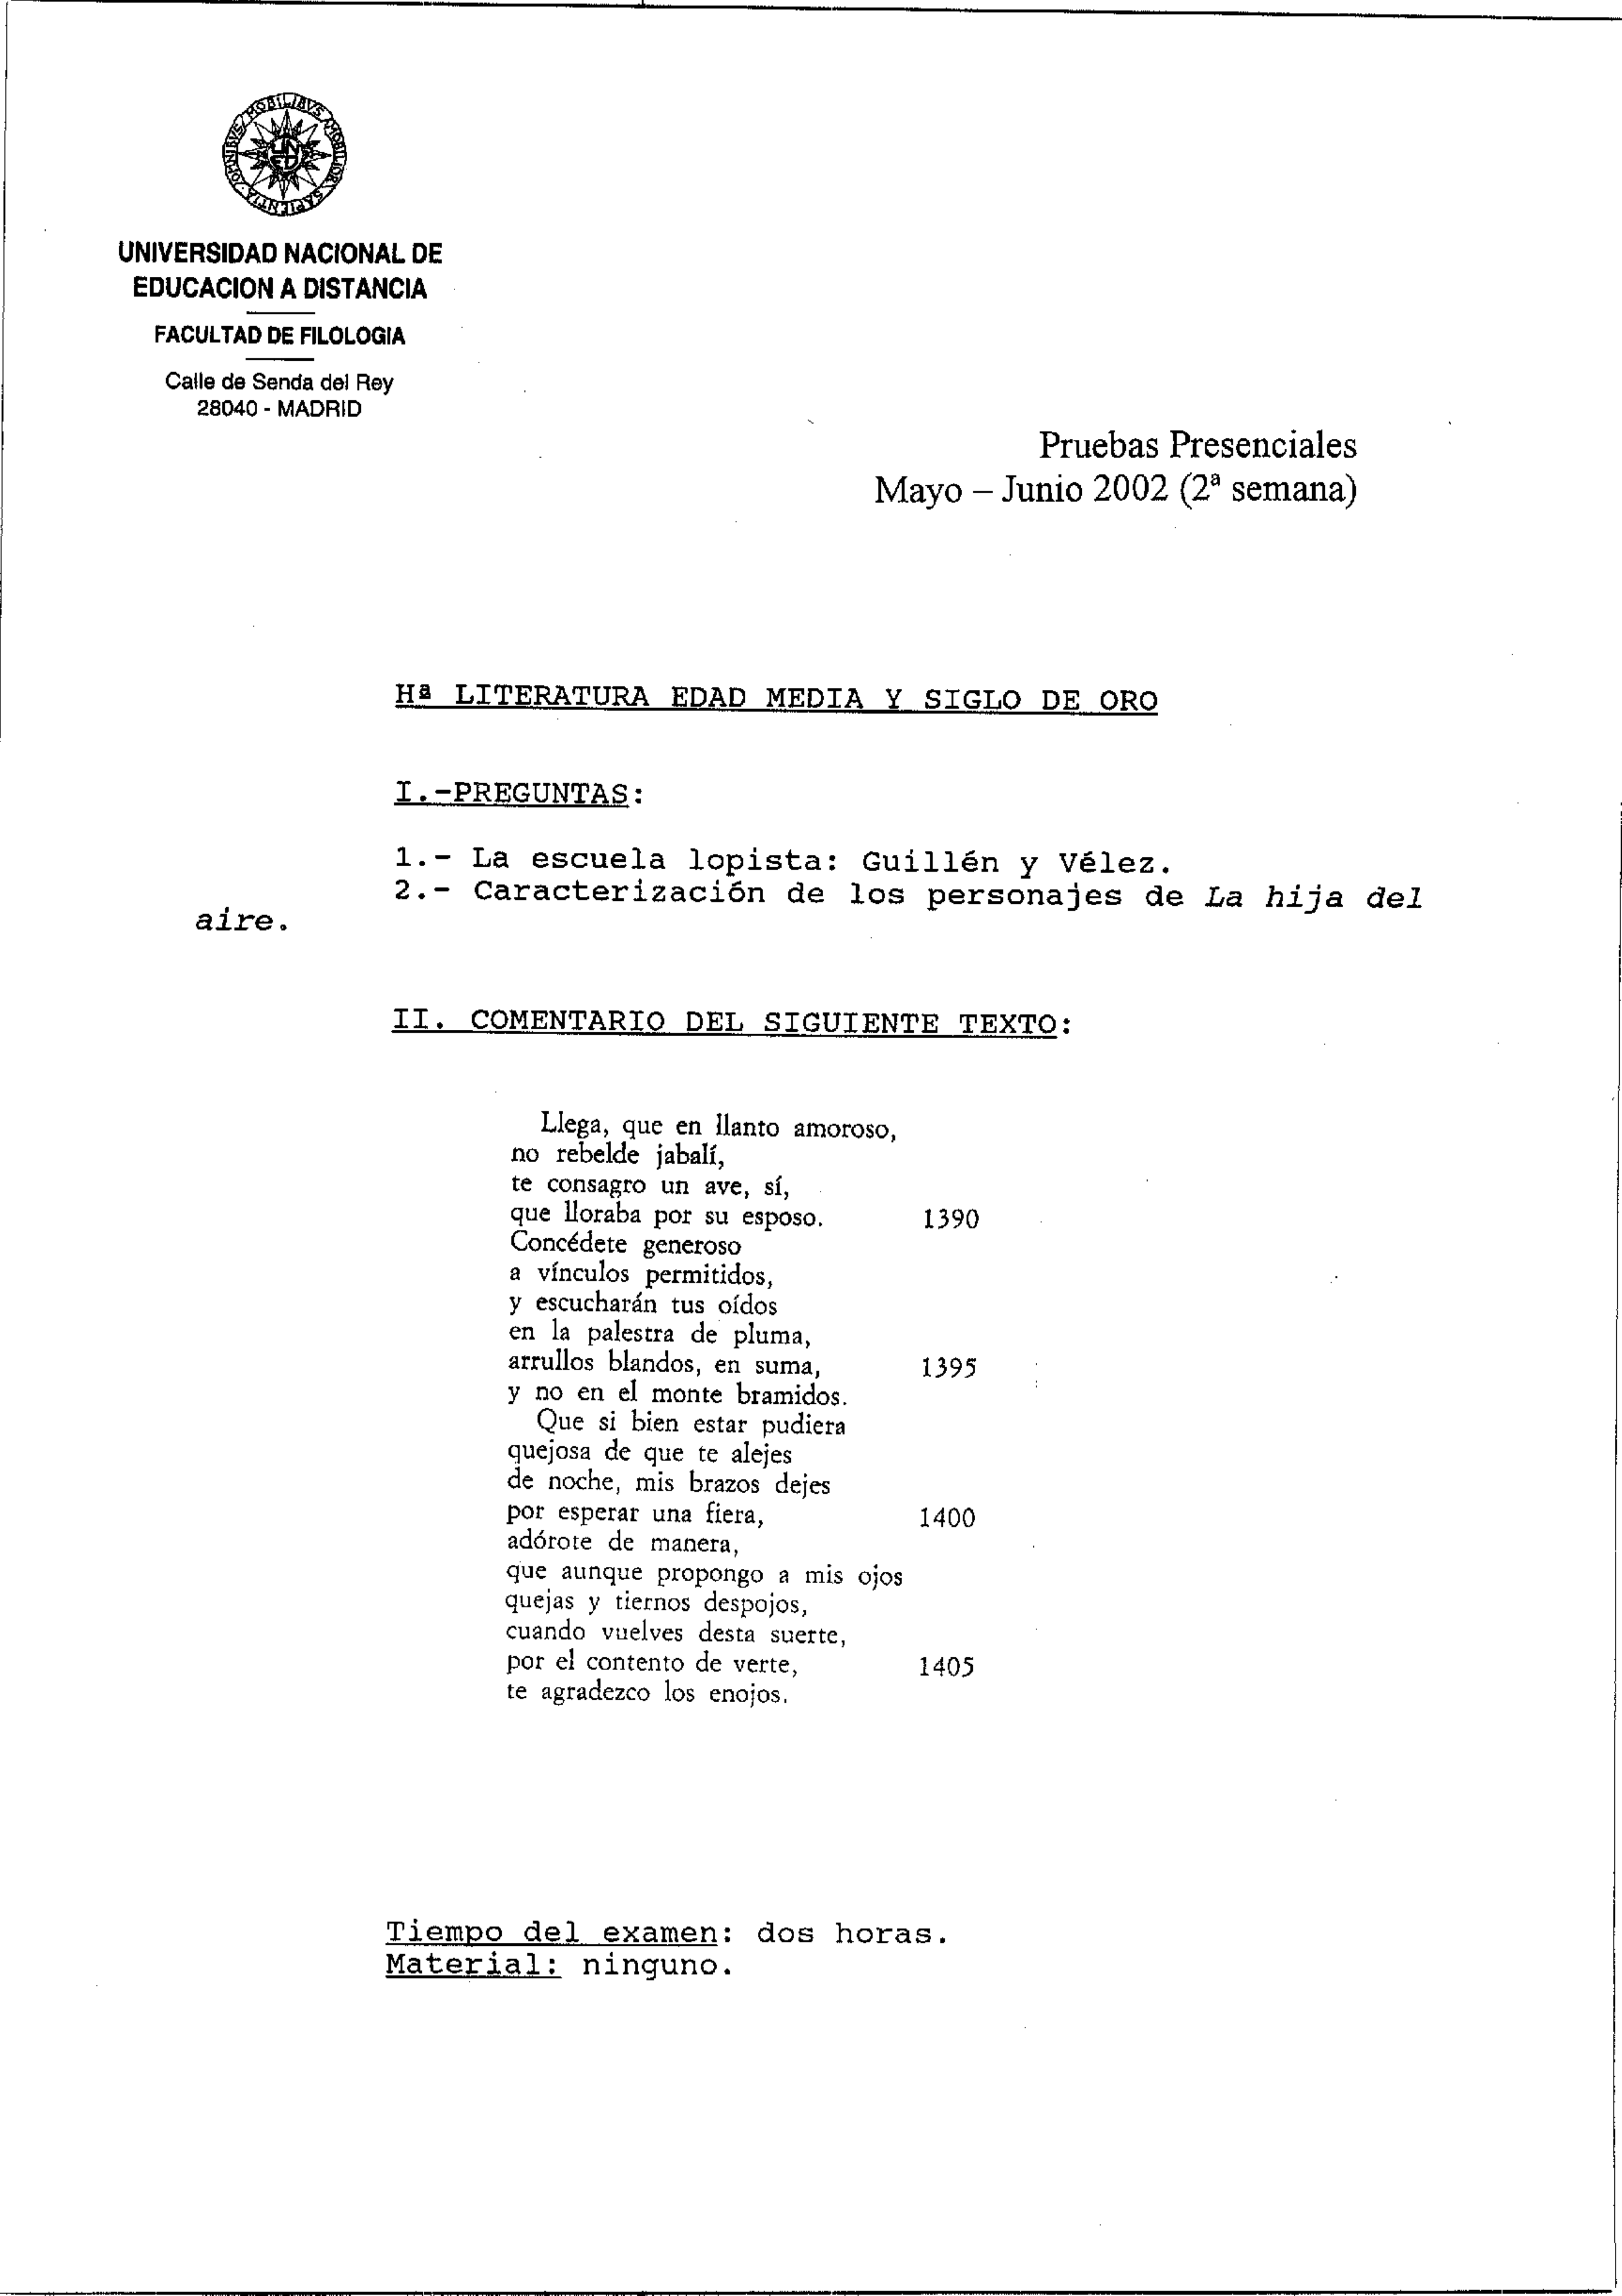 OMNIBVS MOBILIBVS MOBILIOR SAPIENTIA
UNED
UNIVERSIDAD NACIONAL DE
EDUCACION A DISTANCIA
FACULTAD DE FILOLOGIA
Calle de Senda del Rey
28040 - MADRID
Pruebas Presenciales
Mayo – Junio 2002 (2ª semana)
Hª LITERATURA EDAD MEDIA Y SIGLO DE ORO
I.-PREGUNTAS:
1.- La escuela lopista: Guillén y Vélez.
2.- Caracterización de los personajes de La hija del
aire.
II. COMENTARIO DEL SIGUIENTE TEXTO:
Llega, que en llanto amoroso,
no rebelde jabalí,
te consagro un ave, sí,
que lloraba por su esposo. 1390
Concédete generoso
a vínculos permitidos,
y escucharán tus oídos
en la palestra de pluma,
arrullos blandos, en suma, 1395
y no en el monte bramidos.
Que si bien estar pudiera
quejosa de que te alejes
de noche, mis brazos dejes
por esperar una fiera, 1400
adórote de manera,
que aunque propongo a mis ojos
quejas y tiernos despojos,
cuando vuelves desta suerte,
por el contento de verte, 1405
te agradezco los enojos.
Tiempo del examen: dos horas.
Material: ninguno.